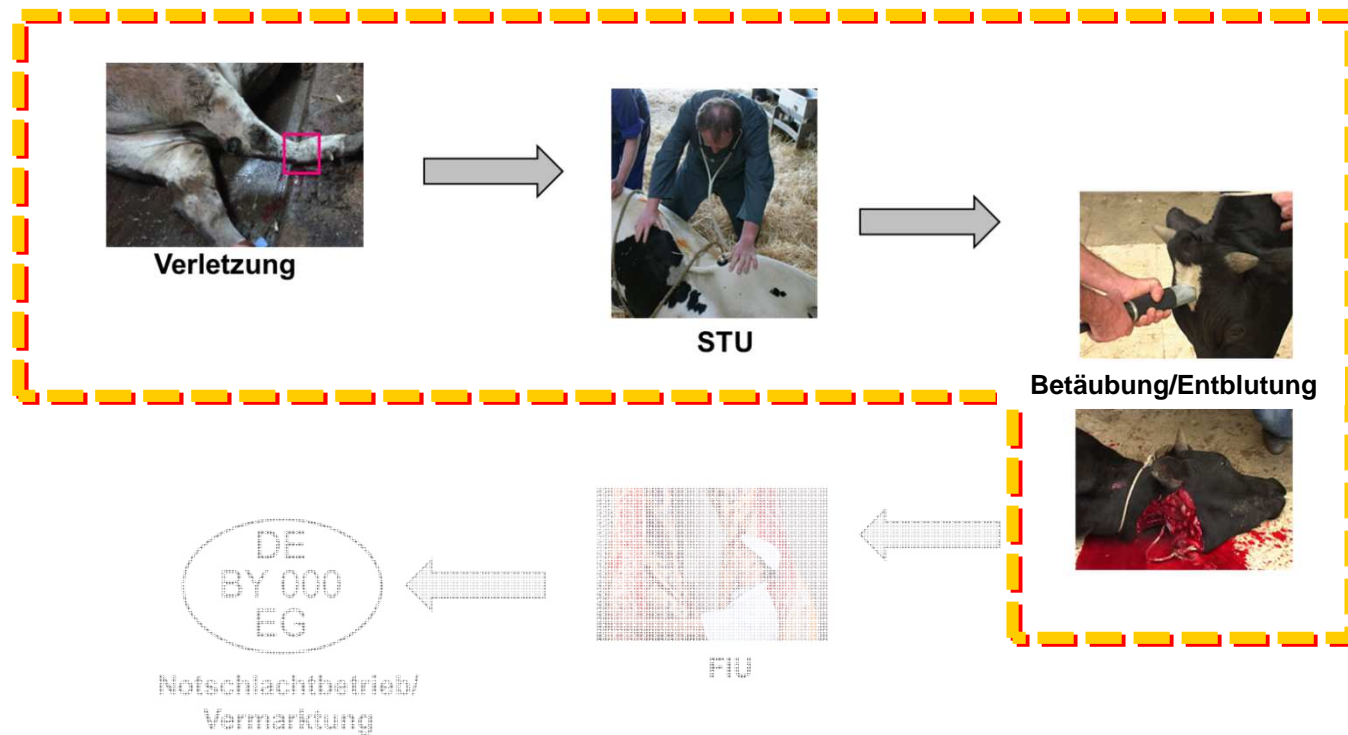 Verletzung
STU
Betäubung/Entblutung
FIU
DE
BY 000
EG
Notschlachtbetrieb/
Vermarktung